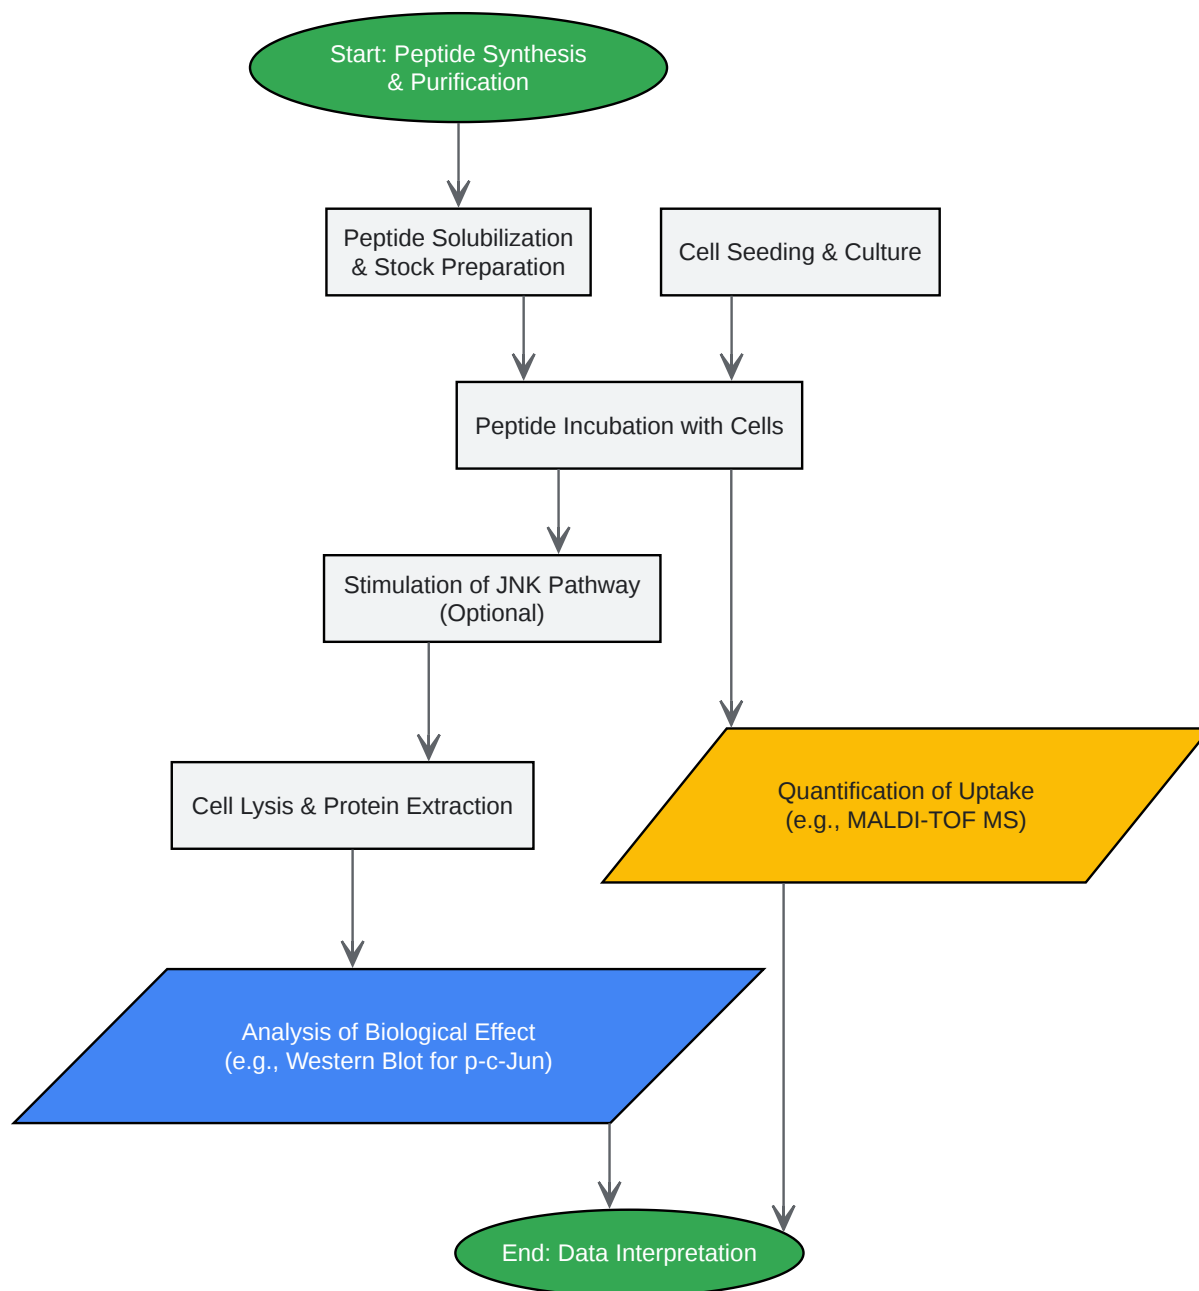 Start: Peptide Synthesis
& Purification
Peptide Solubilization
& Stock Preparation
Cell Seeding & Culture
Peptide Incubation with Cells
Stimulation of JNK Pathway
(Optional)
Cell Lysis & Protein Extraction
Quantification of Uptake
(e.g., MALDI-TOF MS)
Analysis of Biological Effect
(e.g., Western Blot for p-c-Jun)
End: Data Interpretation